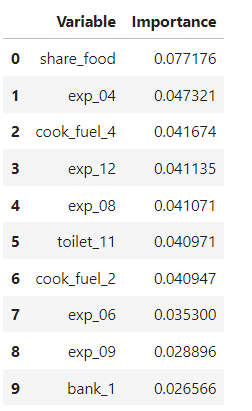 Variable Importance
0 share_food 0.077176
1 exp_04 0.047321
2 cook_fuel_4 0.041674
3 exp_12 0.041135
4 exp_08 0.041071
5 toilet_11 0.040971
6 cook_fuel_2 0.040947
7 exp_06 0.035300
8 exp_09 0.028896
9 bank_1 0.026566